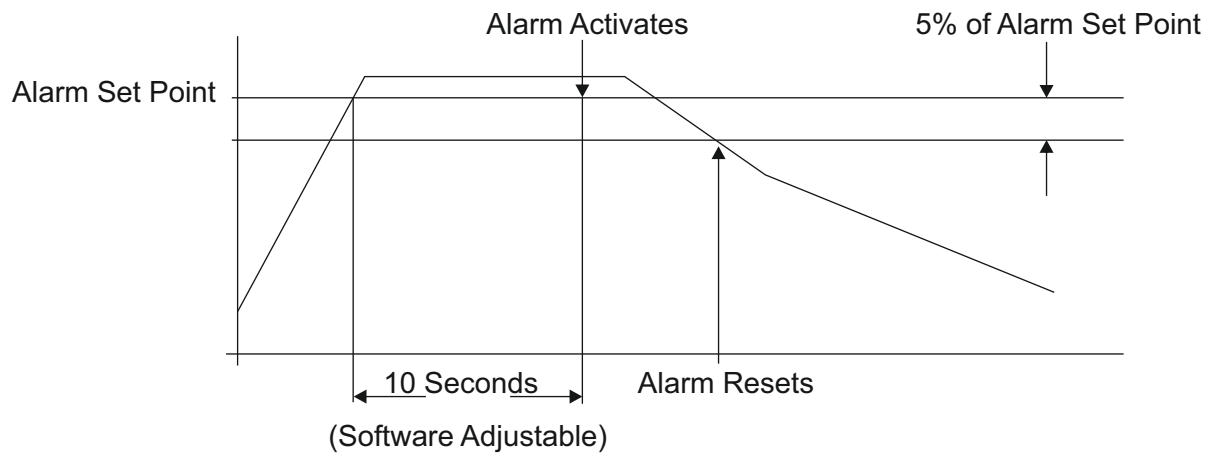 Alarm Activates
5% of Alarm Set Point
Alarm Set Point
10 Seconds
Alarm Resets
(Software Adjustable)